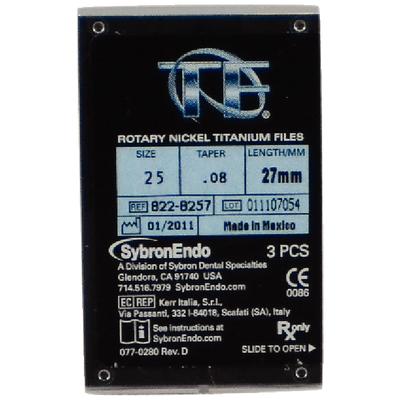 TF®
ROTARY NICKEL TITANIUM FILES
SIZE TAPER LENGTH/MM
25 .08 27mm
REF 822-8257 LOT 011107054
01/2011 Made in Mexico
SybronEndo 3 PCS
A Division of Sybron Dental Specialties
Glendora, CA 91740 USA
714.516.7979 SybronEndo.com
CE
0086
EC REP Kerr Italia, S.r.l.,
Via Passanti, 332 I-84018, Scafati (SA), Italy
i See instructions at
SybronEndo.com
Rx only
077-0280 Rev. D SLIDE TO OPEN ▶